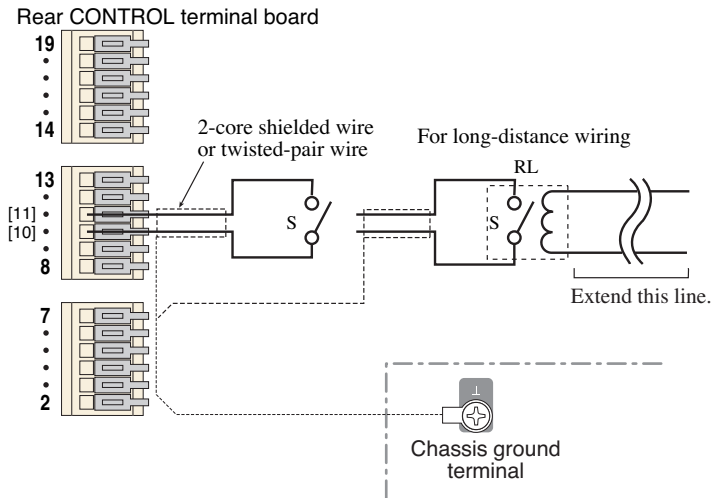 Rear CONTROL terminal board
19
14
2-core shielded wire
or twisted-pair wire
For long-distance wiring
RL
13
[11]
[10]
S
S
8
Extend this line.
7
2
Chassis ground
terminal